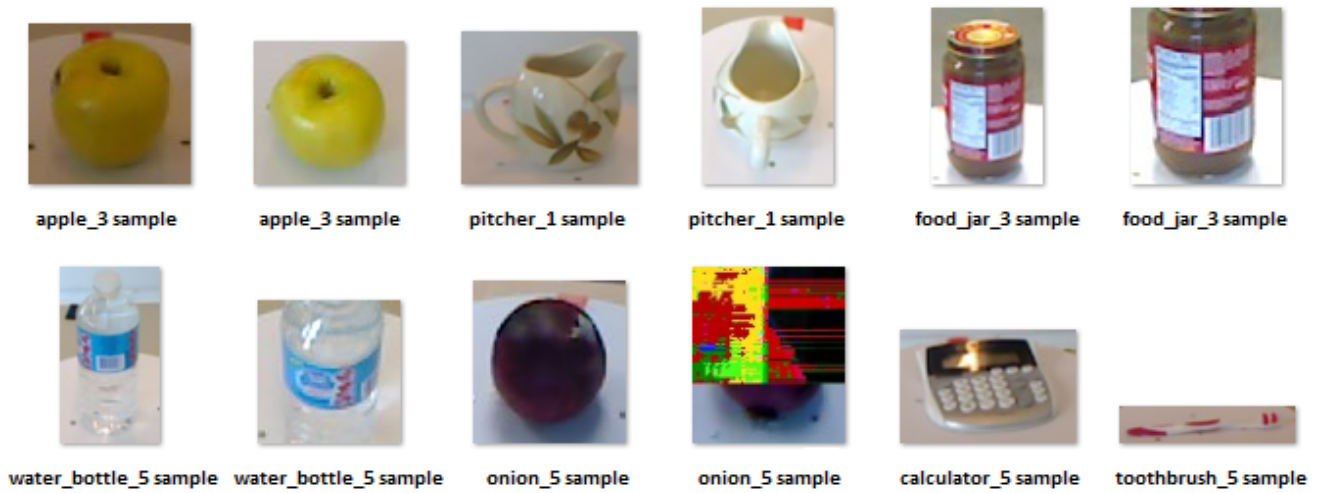 apple_3 sample
apple_3 sample
pitcher_1 sample
pitcher_1 sample
food_jar_3 sample
food_jar_3 sample
water_bottle_5 sample
water_bottle_5 sample
onion_5 sample
onion_5 sample
calculator_5 sample
toothbrush_5 sample